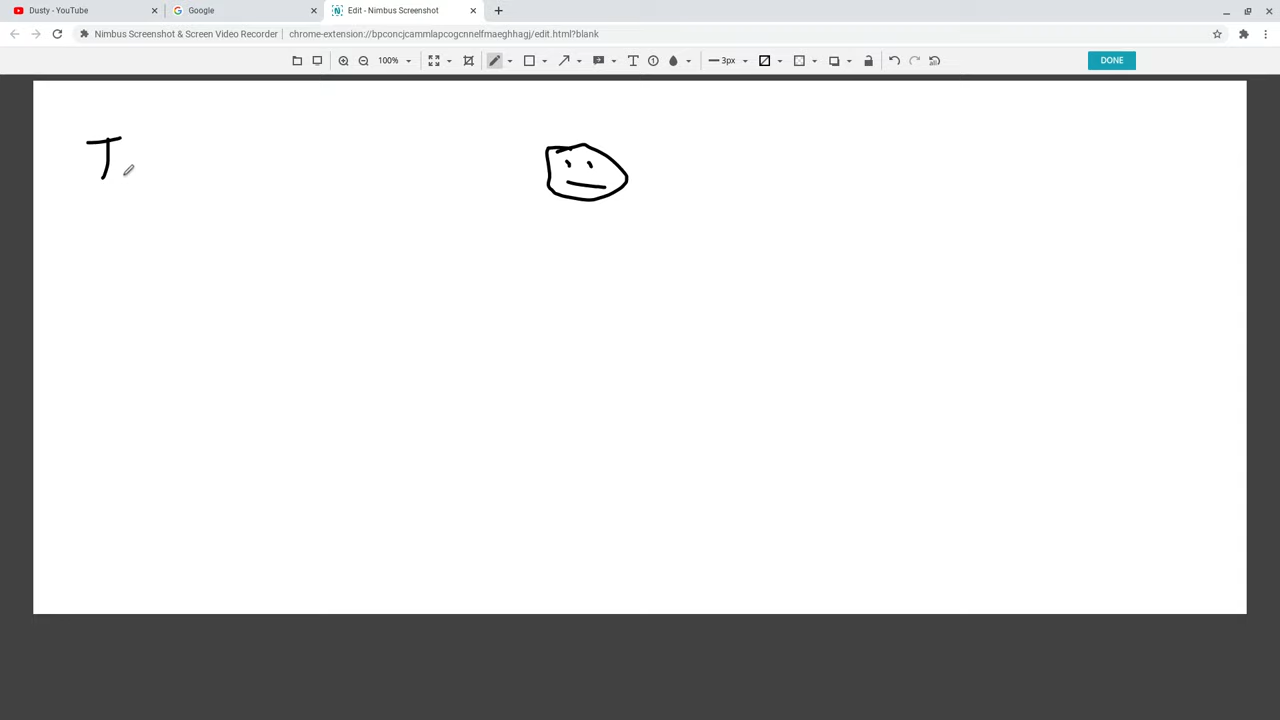 Dusty - YouTube
Google
Edit - Nimbus Screenshot
Nimbus Screenshot & Screen Video Recorder
chrome-extension://bpconcjcammlapcogcnnelfmaeghhagj/edit.html?blank
100%
T
1
3px
DONE
T